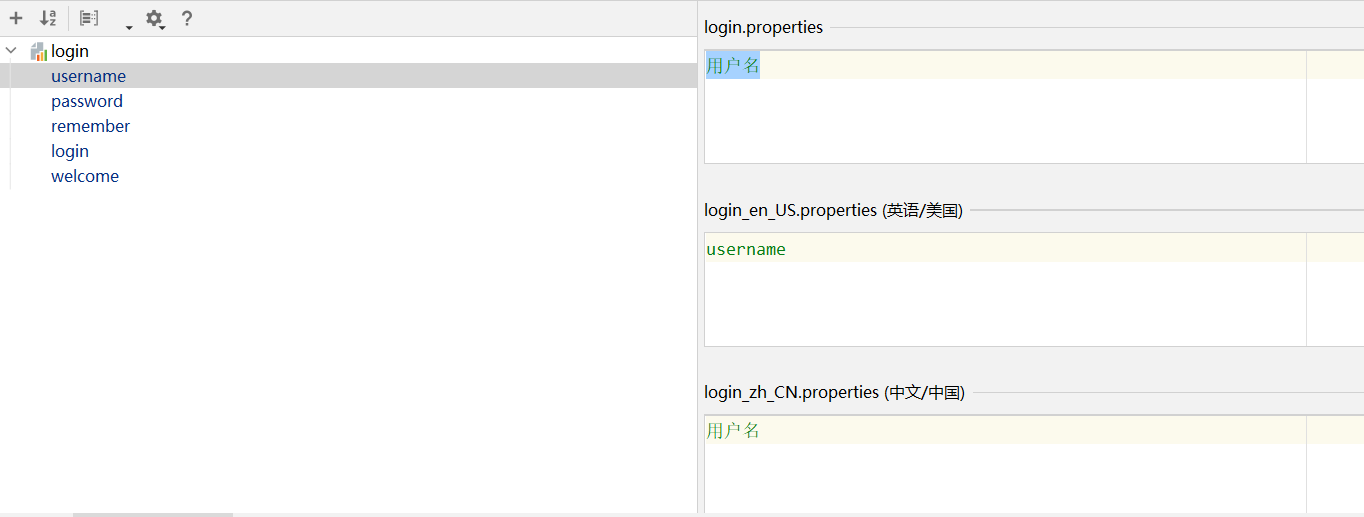 login
username
password
remember
login
welcome
login.properties
用户名
login_en_US.properties (英语/美国)
username
login_zh_CN.properties (中文/中国)
用户名